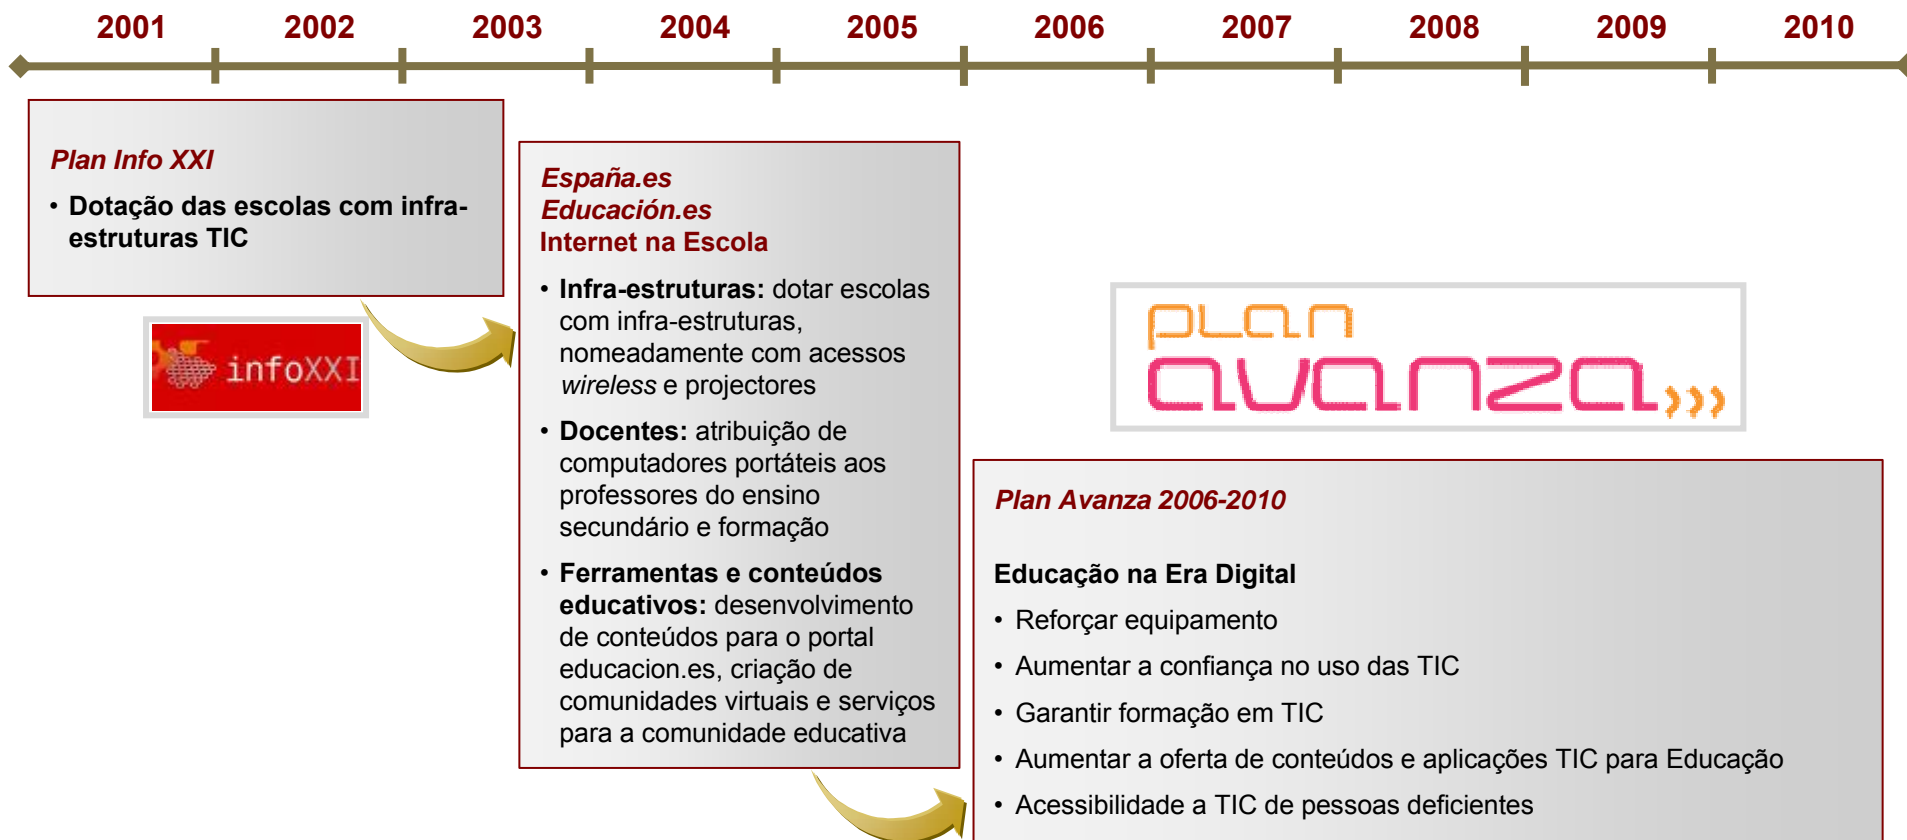 2001 2002 2003 2004 2005 2006 2007 2008 2009 2010
Plan Info XXI
• Dotação das escolas com infra-
estruturas TIC
infoXXI
España.es
Educación.es
Internet na Escola
• Infra-estruturas: dotar escolas
com infra-estruturas,
nomeadamente com acessos
wireless e projectores
• Docentes: atribuição de
computadores portáteis aos
professores do ensino
secundário e formação
• Ferramentas e conteúdos
educativos: desenvolvimento
de conteúdos para o portal
educacion.es, criação de
comunidades virtuais e serviços
para a comunidade educativa
plan
avanza
Plan Avanza 2006-2010
Educação na Era Digital
• Reforçar equipamento
• Aumentar a confiança no uso das TIC
• Garantir formação em TIC
• Aumentar a oferta de conteúdos e aplicações TIC para Educação
• Acessibilidade a TIC de pessoas deficientes